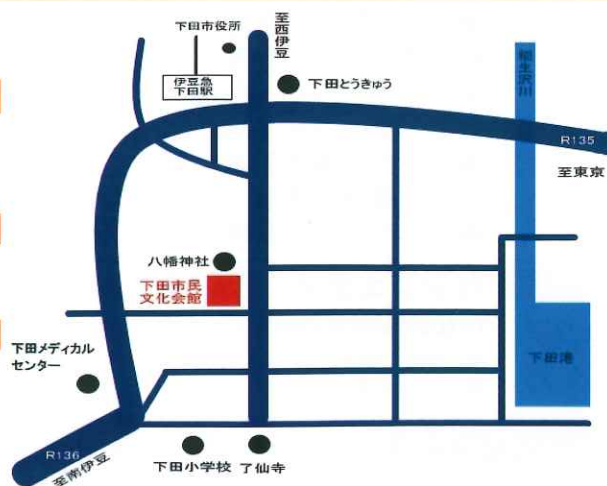 下田市役所
至西伊豆
伊豆急
下田駅
下田とうきゅう
稲生沢川
R135
至東京
八幡神社
下田市民
文化会館
下田メディカル
センター
下田港
R136
至南伊豆
下田小学校
了仙寺